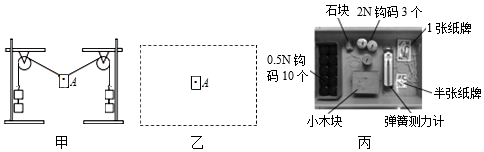 A
甲
A
乙
石块
2N 钩码 3 个
1 张纸牌
0.5N 钩
码 10 个
半张纸牌
小木块
弹簧测力计
丙